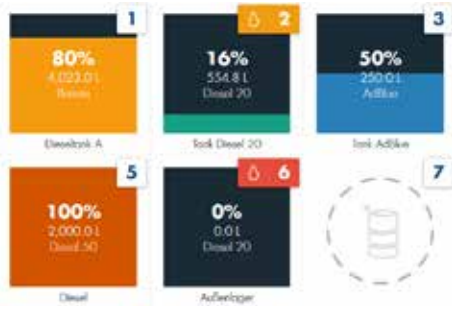 1
80%
4,023.0 L
Dieseltank A
2
16%
554.8 L
Diesel 20
Tank Diesel 20
3
50%
250.0 L
AdBlue
Tank AdBlue
5
100%
2,000.0 L
Diesel 50
Diesel
6
0%
0.0 L
Diesel 20
Außenlager
7